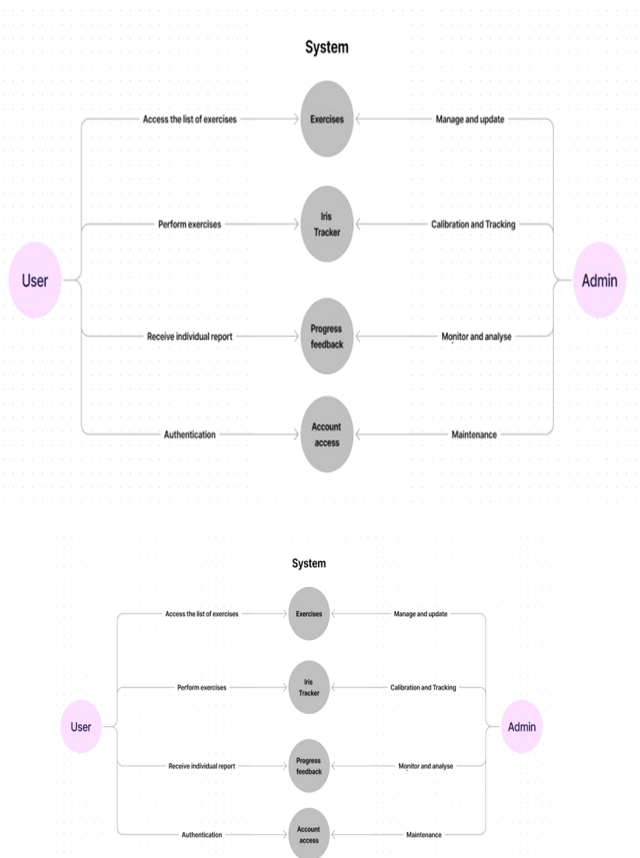 System
Access the list of exercises
Exercises
Manage and update
Perform exercises
Iris
Tracker
Calibration and Tracking
User
Admin
Receive individual report
Progress
feedback
Monitor and analyse
Authentication
Account
access
Maintenance
System
Access the list of exercises
Exercises
Manage and update
Perform exercises
Iris
Tracker
Calibration and Tracking
User
Admin
Receive individual report
Progress
feedback
Monitor and analyse
Authentication
Account
access
Maintenance